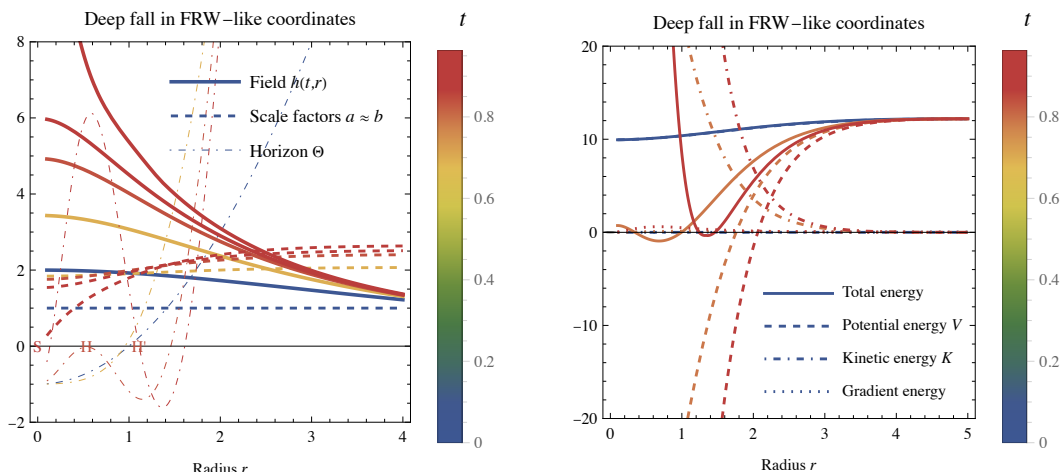 Deep fall in FRW-like coordinates
t
8
6
4
2
0
-2
Field h(t,r)
Scale factors a ≈ b
Horizon Θ
S H H'
0 1 2 3 4
Radius r
0.8
0.6
0.4
0.2
0
Deep fall in FRW-like coordinates
t
20
10
0
-10
-20
Total energy
Potential energy V
Kinetic energy K
Gradient energy
0 1 2 3 4 5
Radius r
0.8
0.6
0.4
0.2
0